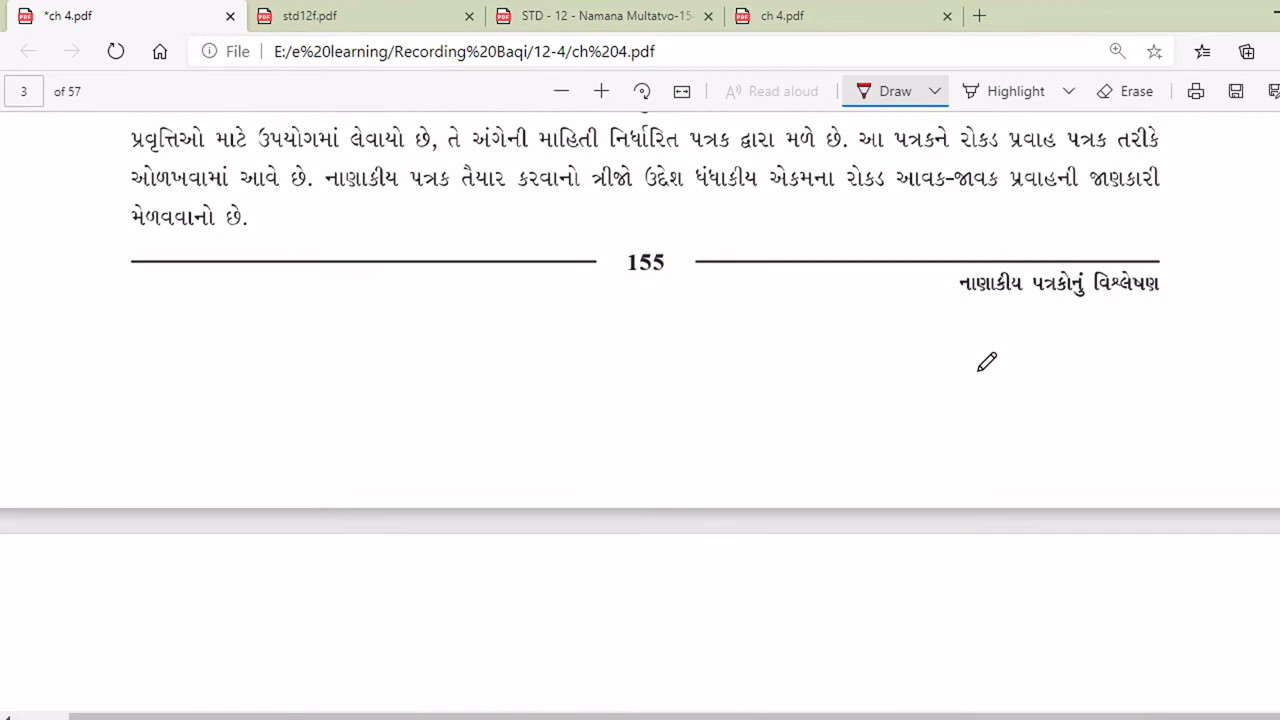 *ch 4.pdf
std12f.pdf
STD - 12 - Namana Multatvo-15-
ch 4.pdf
File E:/e%20learning/Recording%20Baqi/12-4/ch%204.pdf
3 of 57
Read aloud
Draw
Highlight
Erase
પ્રવૃત્તિઓ માટે ઉપયોગમાં લેવાયો છે, તે અંગેની માહિતી નિર્ધારિત પત્રક દ્વારા મળે છે. આ પત્રકને રોકડ પ્રવાહ પત્રક તરીકે
ઓળખવામાં આવે છે. નાણાકીય પત્રક તૈયાર કરવાનો ત્રીજો ઉદ્દેશ ધંધાકીય એકમના રોકડ આવક-જાવક પ્રવાહની જાણકારી
મેળવવાનો છે.
155
નાણાકીય પત્રકોનું વિશ્લેષણ